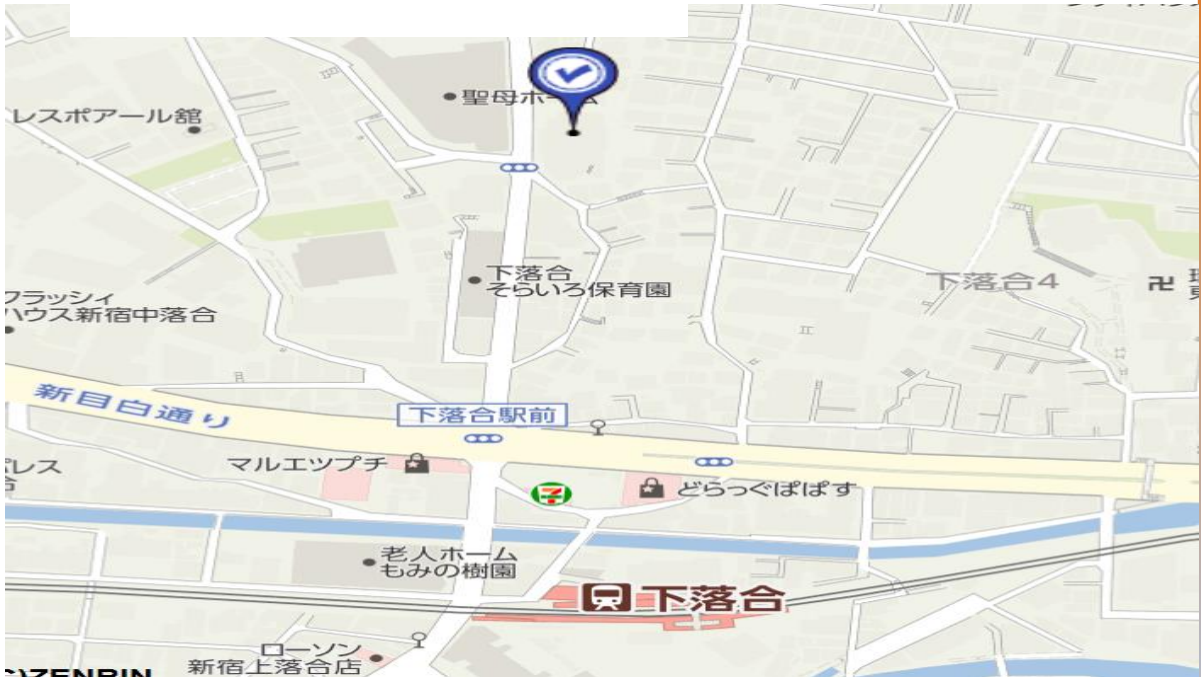 聖母ホーム
レスポアール館
下落合
そらいろ保育園
下落合4
フラッシィ
ハウス新宿中落合
新目白通り
下落合駅前
マルエツプチ
7
どらっぐぱぱす
老人ホーム
もみの樹園
下落合
ローソン
新宿上落合店
ZENRIN